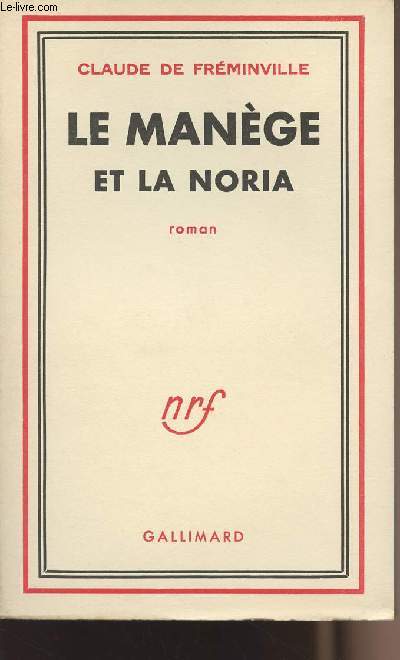 Le-livre.com
CLAUDE DE FRÉMINVILLE
LE MANÈGE
ET LA NORIA
roman
nrf
GALLIMARD